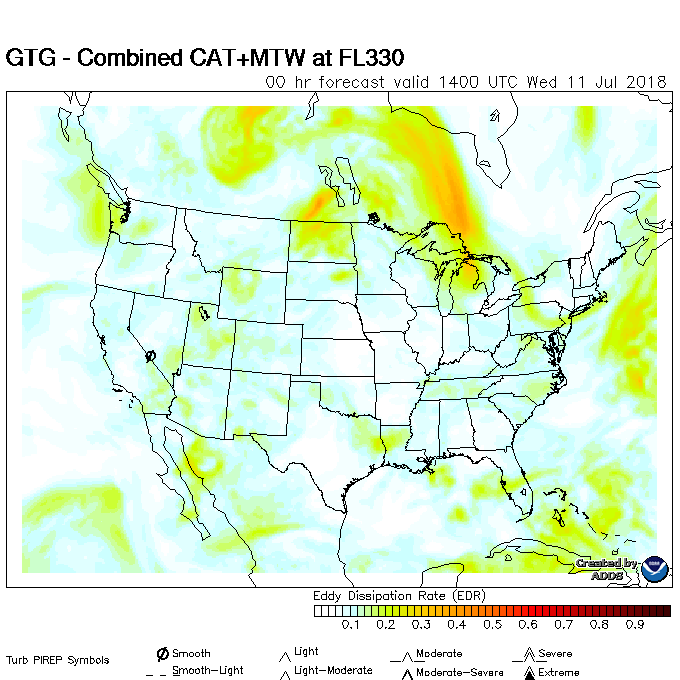 GTG - Combined CAT+MTW at FL330
00 hr forecast valid 1400 UTC Wed 11 Jul 2018
Created by
ADDS
Eddy Dissipation Rate (EDR)
0.1 0.2 0.3 0.4 0.5 0.6 0.7 0.8 0.9
Turb PIREP Symbols
Smooth Light Moderate Severe
Smooth-Light Light-Moderate Moderate-Severe Extreme